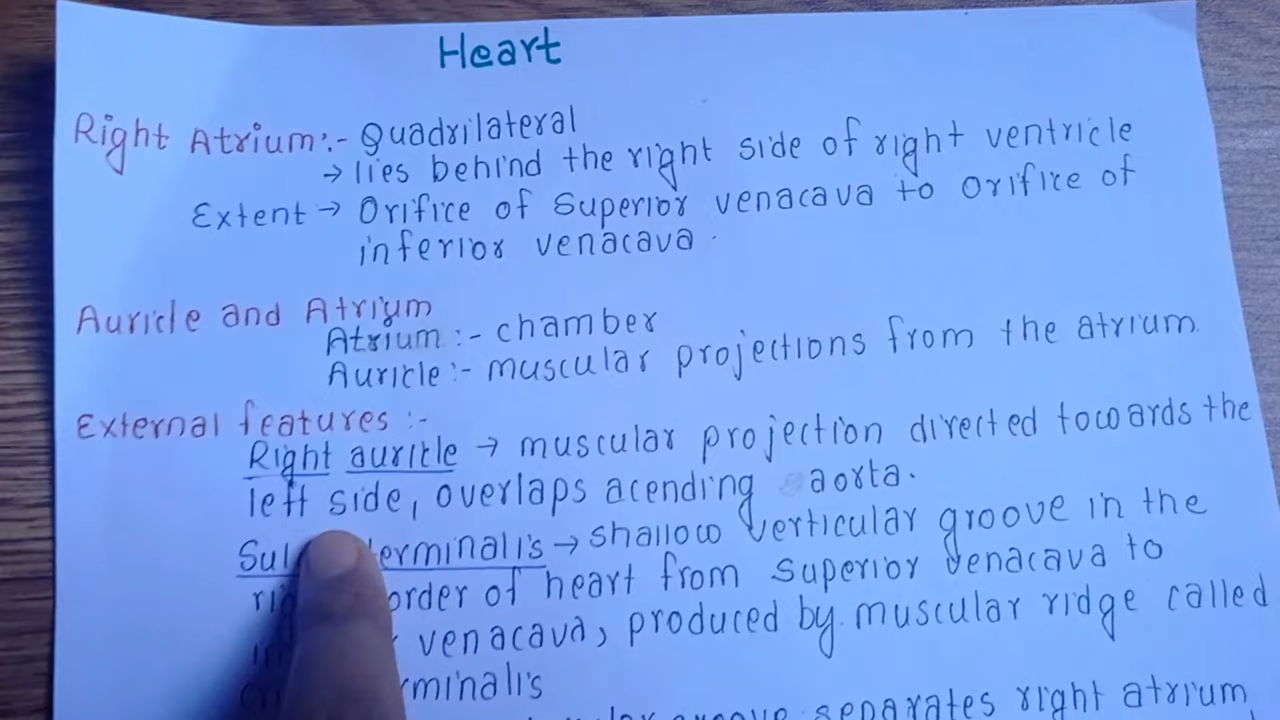 Heart
Right Atrium:- Quadrilateral
→ lies behind the right side of right ventricle
Extent → Orifice of Superior venacava to Orifice of
inferior venacava.
Auricle and Atrium
Atrium:- chamber
Auricle:- muscular projections from the atrium
External features:-
Right auricle → muscular projection directed towards the
left side, overlaps acending aorta.
→ shallow verticular groove in the
of heart from superior venacava to
venacava, produced by muscular ridge called
groove separates right atrium